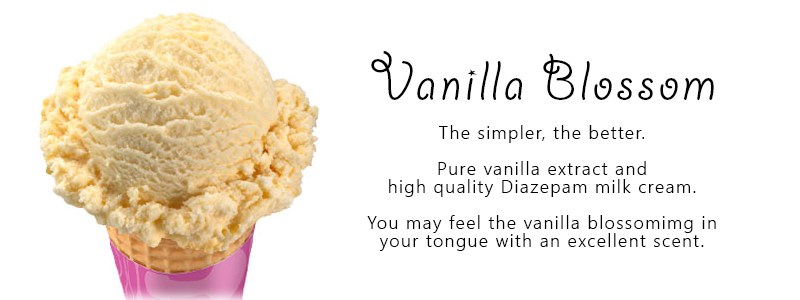 Vanilla Blossom
The simpler, the better.
Pure vanilla extract and
high quality Diazepam milk cream.
You may feel the vanilla blossomimg in
your tongue with an excellent scent.